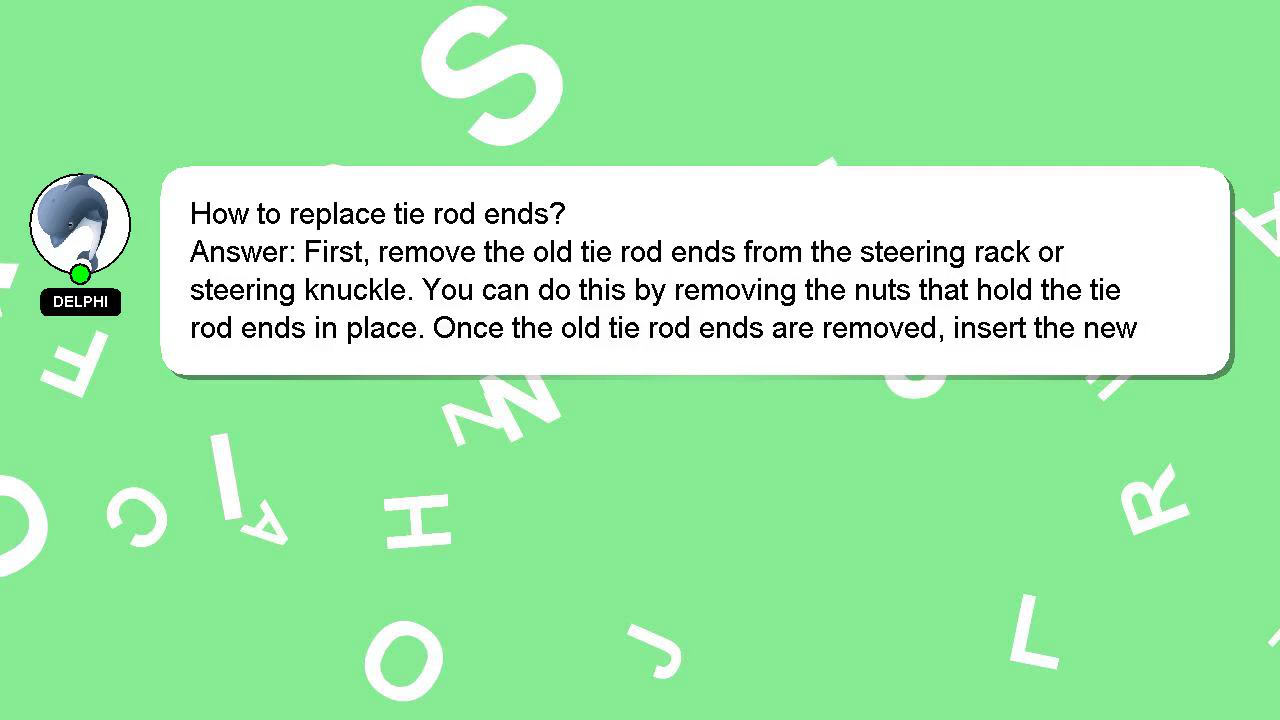 S
How to replace tie rod ends?
Answer: First, remove the old tie rod ends from the steering rack or
steering knuckle. You can do this by removing the nuts that hold the tie
rod ends in place. Once the old tie rod ends are removed, insert the new
DELPHI
A
F
N
N
I
C
A
H
R
O
J
L